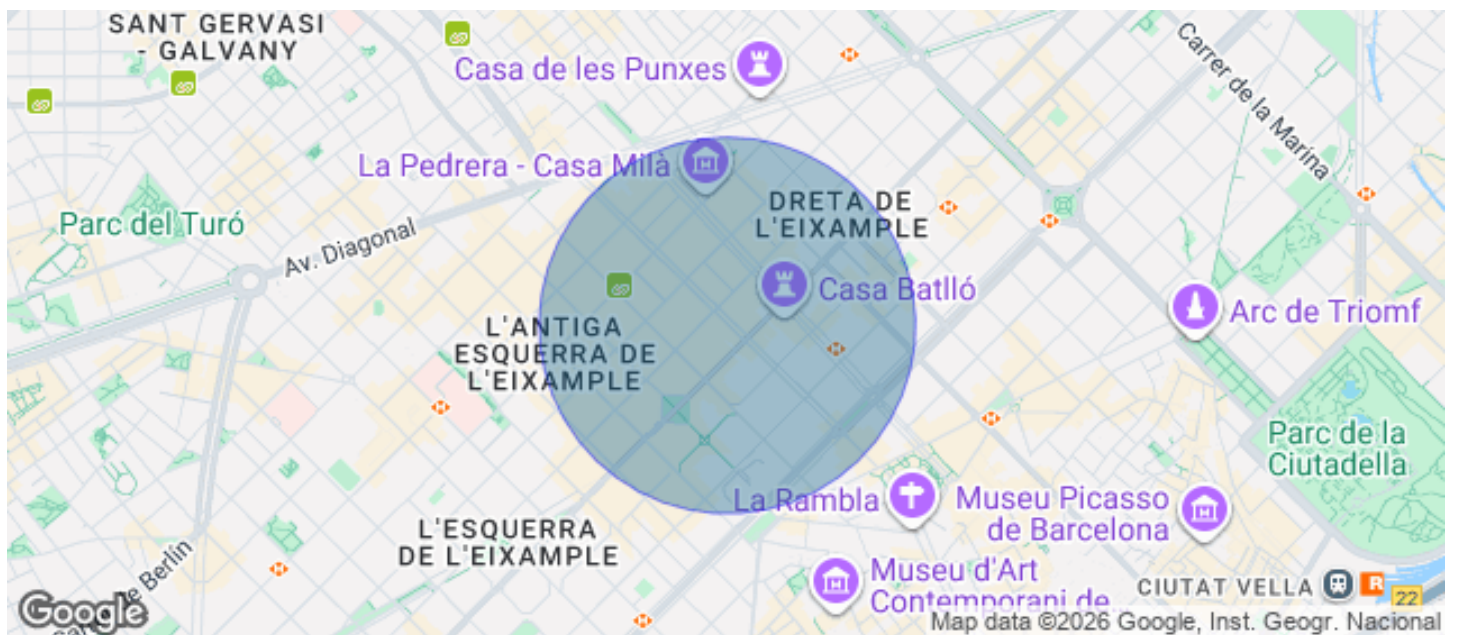 SANT GERVASI
- GALVANY
Casa de les Punxes
Carrer de la Marina
La Pedrera - Casa Milà
DRETA DE
L'EIXAMPLE
Parc del Turó
Av. Diagonal
Casa Batlló
Arc de Triomf
L'ANTIGA
ESQUERRA DE
L'EIXAMPLE
Parc de la
Ciutadella
La Rambla
Museu Picasso
de Barcelona
L'ESQUERRA
DE L'EIXAMPLE
de Berlín
Museu d'Art
Contemporani de...
CIUTAT VELLA
R
22
Google
Map data ©2026 Google, Inst. Geogr. Nacional